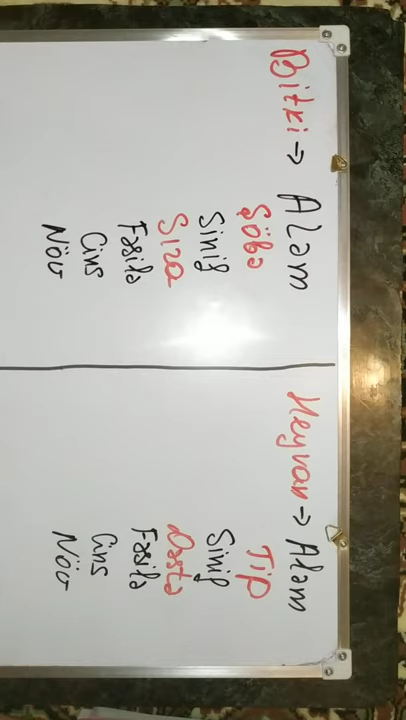 Bitki → Aləm
Şöbə
Sinif
Sıra
Fəsilə
Cins
Növ
Heyvan → Aləm
Tip
Sinif
Dəstə
Fəsilə
Cins
Növ